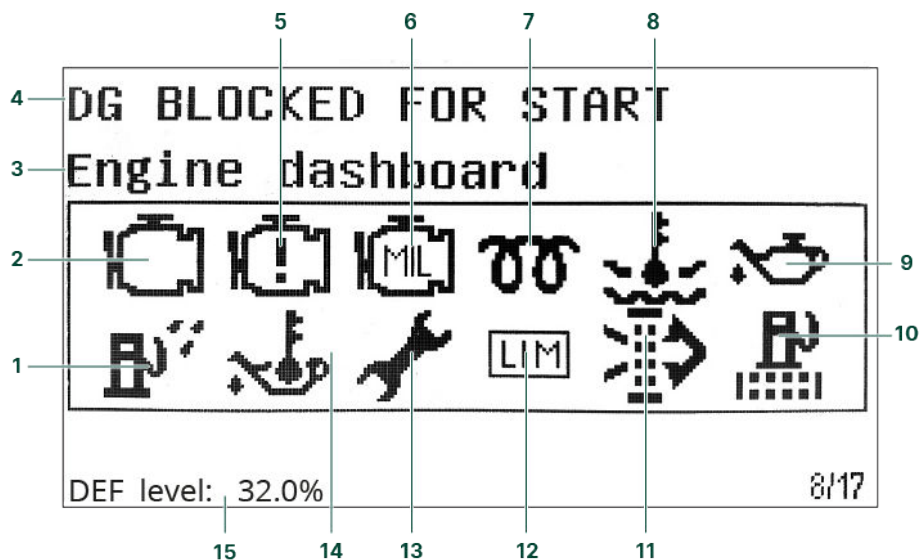 5 6 7 8
4 DG BLOCKED FOR START
3 Engine dashboard
2 MIL 9
1 LIM 10
DEF level: 32.0% 8/17
15 14 13 12 11